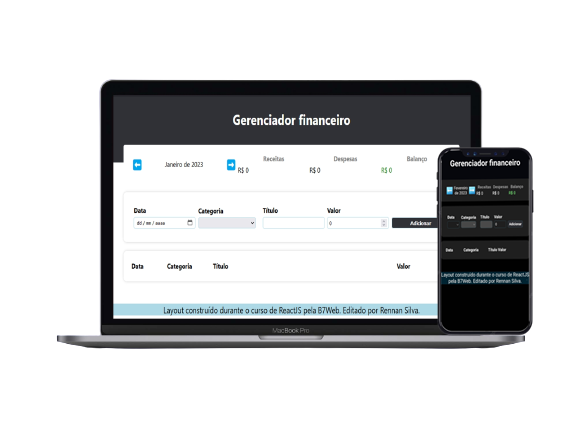 Gerenciador financeiro
Janeiro de 2023
Receitas
R$ 0
Despesas
R$ 0
Balanço
R$ 0
Data
Categoria
Título
Valor
dd / mm / aaaa
0
Adicionar
Data Categoria Título Valor
Layout construído durante o curso de ReactJS pela B7Web. Editado por Rennan Silva.
MacBook Pro
Gerenciador financeiro
Fevereiro de 2023
Receitas Despesas Balanço
R$ 0 R$ 0 R$ 0
Data Categoria Título Valor
0 Adicionar
Data Categoria Título Valor
Layout construído durante o curso de ReactJS
pela B7Web. Editado por Rennan Silva.